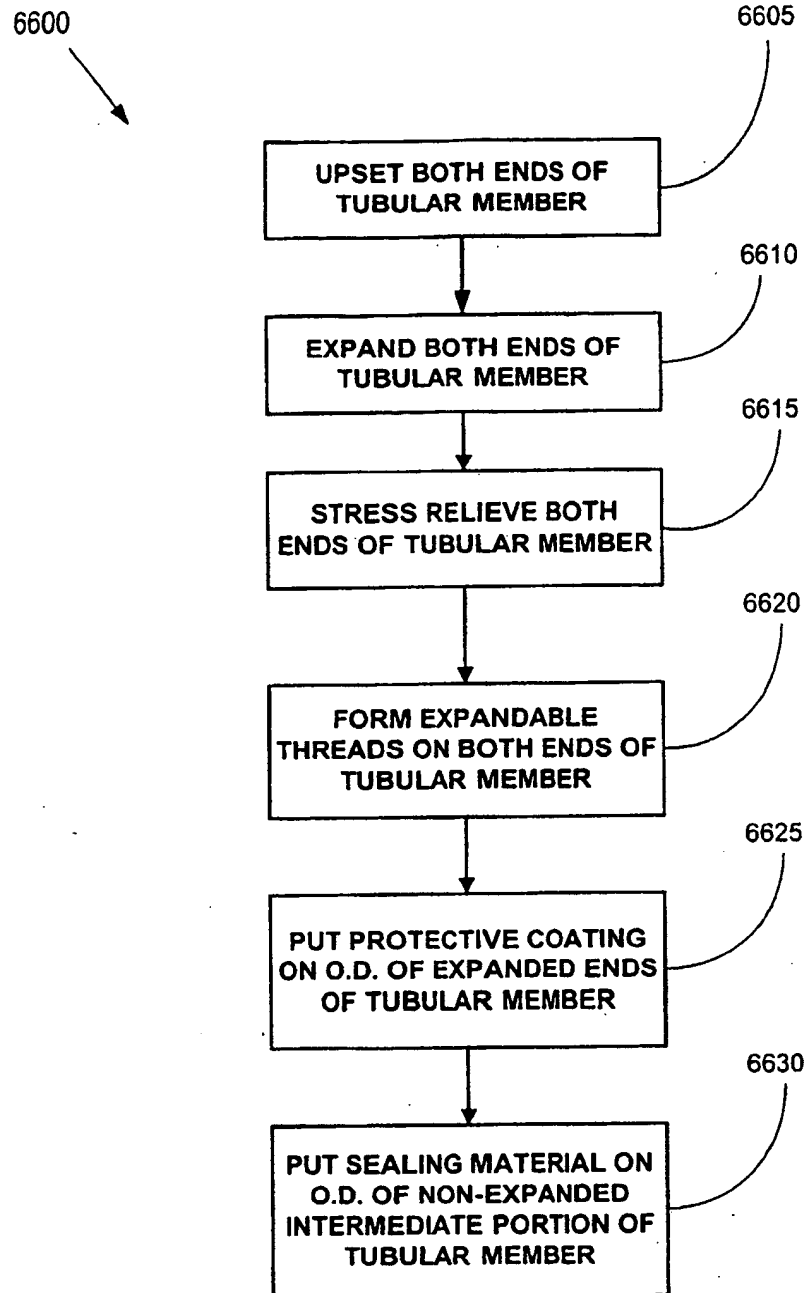 6600
6605
UPSET BOTH ENDS OF
TUBULAR MEMBER
6610
EXPAND BOTH ENDS OF
TUBULAR MEMBER
6615
STRESS RELIEVE BOTH
ENDS OF TUBULAR MEMBER
6620
FORM EXPANDABLE
THREADS ON BOTH ENDS OF
TUBULAR MEMBER
6625
PUT PROTECTIVE COATING
ON O.D. OF EXPANDED ENDS
OF TUBULAR MEMBER
6630
PUT SEALING MATERIAL ON
O.D. OF NON-EXPANDED
INTERMEDIATE PORTION OF
TUBULAR MEMBER